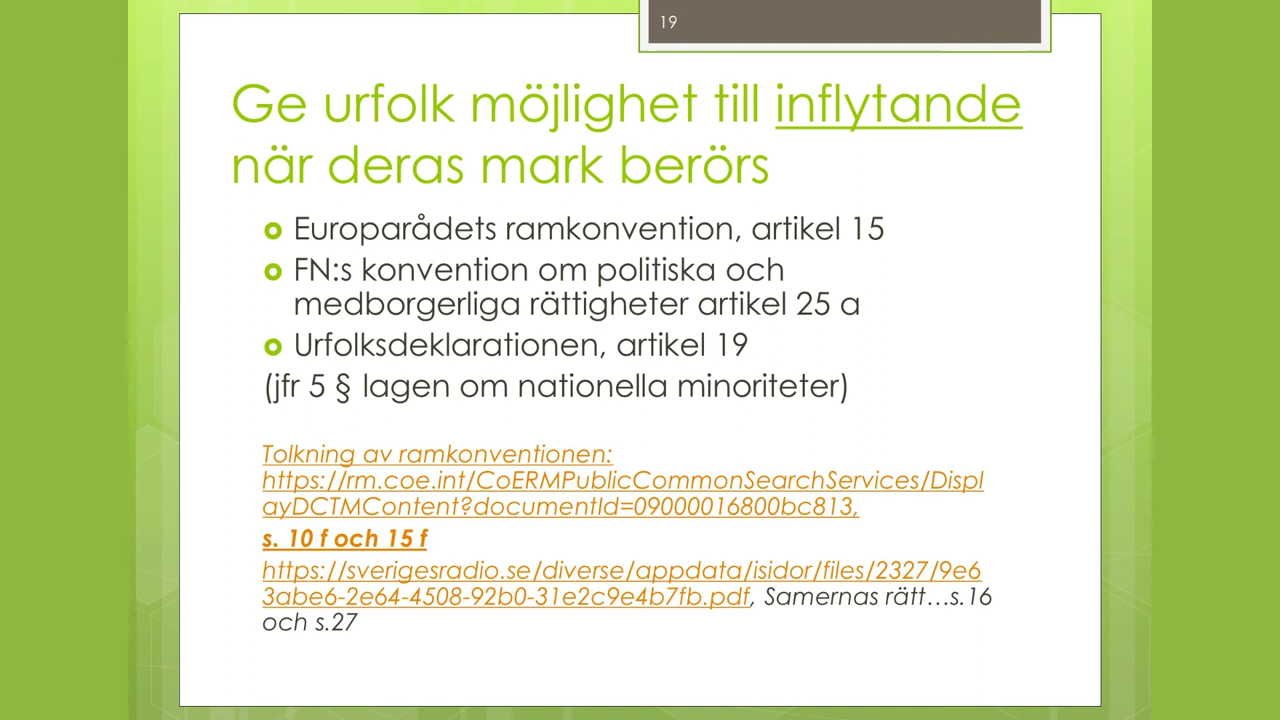 19
Ge urfolk möjlighet till inflytande
när deras mark berörs
Europarådets ramkonvention, artikel 15
FN:s konvention om politiska och
medborgerliga rättigheter artikel 25 a
Urfolksdeklarationen, artikel 19
(jfr 5 § lagen om nationella minoriteter)
Tolkning av ramkonventionen:
https://rm.coe.int/CoERMPublicCommonSearchServices/Displ
ayDCTMContent?documentId=09000016800bc813,
s. 10 f och 15 f
https://sverigesradio.se/diverse/appdata/isidor/files/2327/9e6
3abe6-2e64-4508-92b0-31e2c9e4b7fb.pdf, Samernas rätt…s.16
och s.27